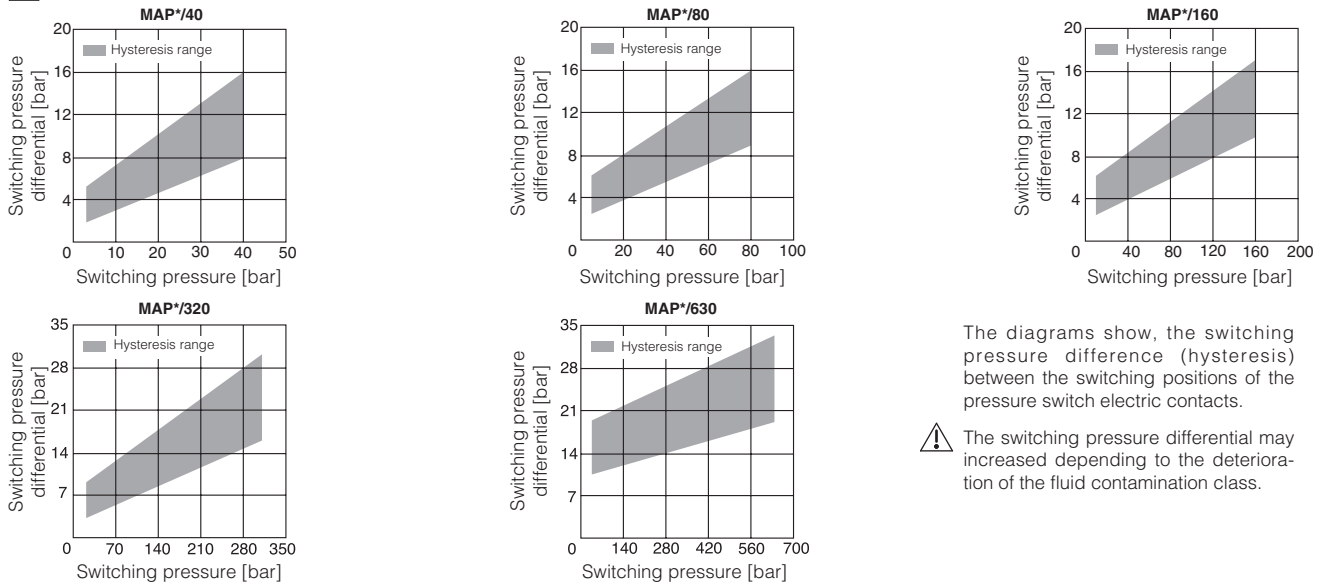 MAP*/40
20
16
12
8
4
0
10 20 30 40 50
Hysteresis range
Switching pressure
differential [bar]
Switching pressure [bar]
MAP*/80
20
16
12
8
4
0
20 40 60 80 100
Hysteresis range
Switching pressure
differential [bar]
Switching pressure [bar]
MAP*/160
20
16
12
8
4
0
40 80 120 160 200
Hysteresis range
Switching pressure
differential [bar]
Switching pressure [bar]
MAP*/320
35
28
21
14
7
0
70 140 210 280 350
Hysteresis range
Switching pressure
differential [bar]
Switching pressure [bar]
MAP*/630
35
28
21
14
7
0
140 280 420 560 700
Hysteresis range
Switching pressure
differential [bar]
Switching pressure [bar]
The diagrams show, the switching
pressure difference (hysteresis)
between the switching positions of the
pressure switch electric contacts.
The switching pressure differential may
increased depending to the deteriora-
tion of the fluid contamination class.